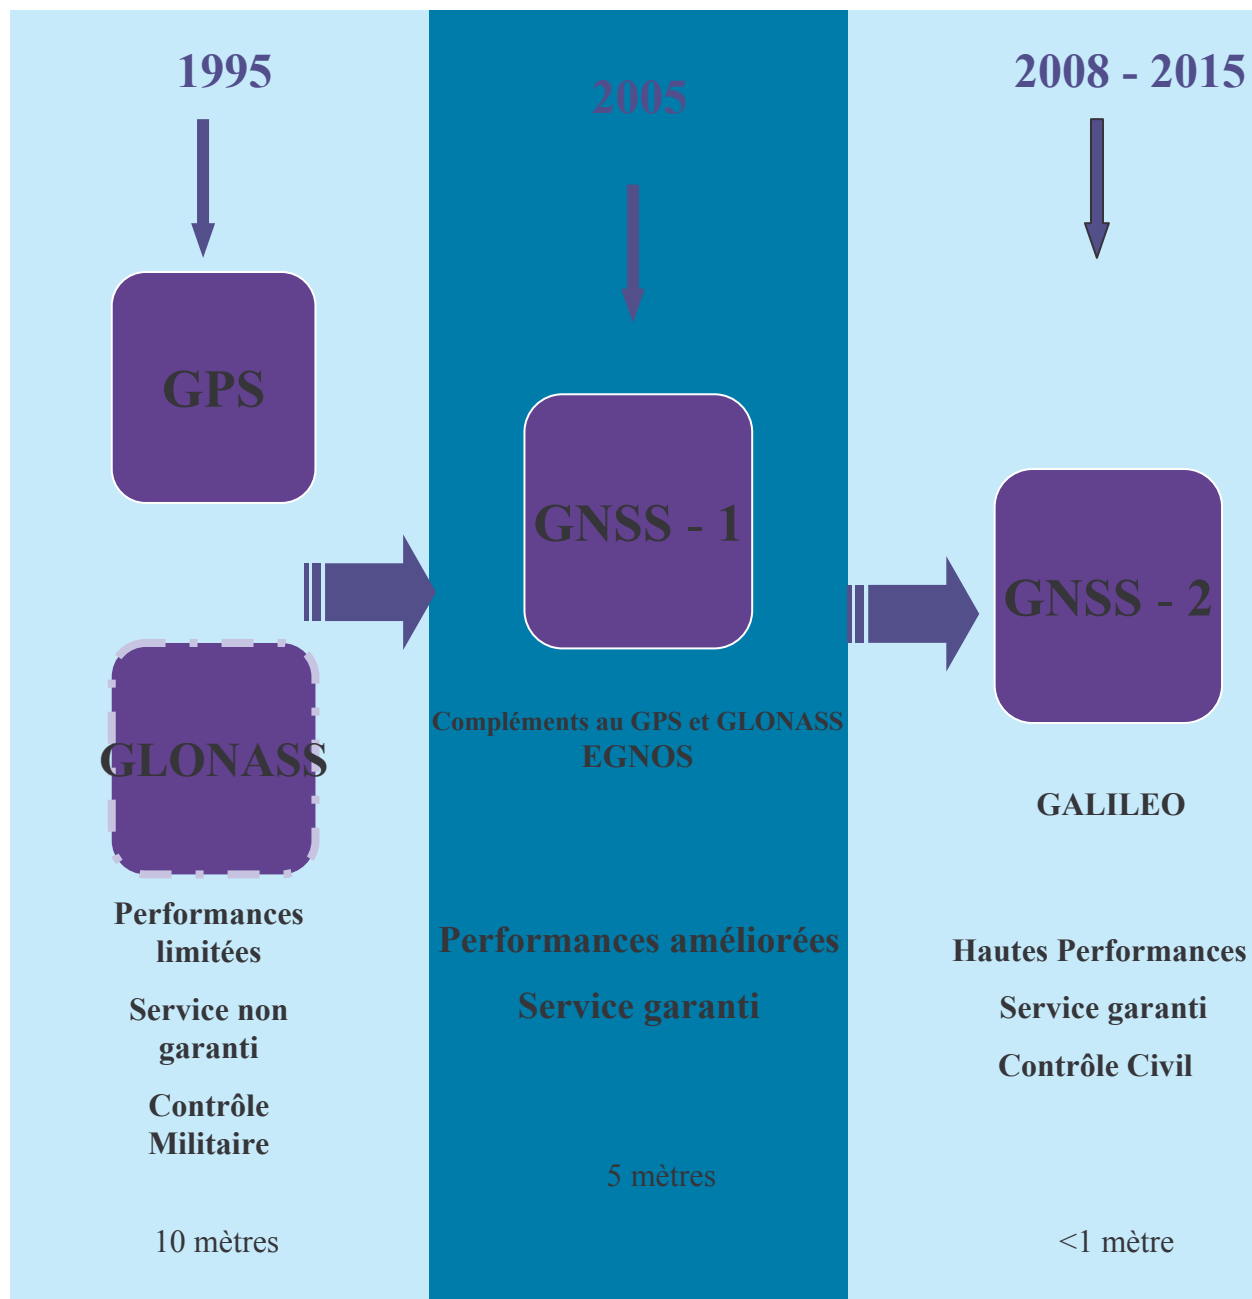 1995
GPS
GLONASS
Performances
limitées
Service non
garanti
Contrôle
Militaire
10 mètres
2005
GNSS - 1
Compléments au GPS et GLONASS
EGNOS
Performances améliorées
Service garanti
5 mètres
2008 - 2015
GNSS - 2
GALILEO
Hautes Performances
Service garanti
Contrôle Civil
<1 mètre